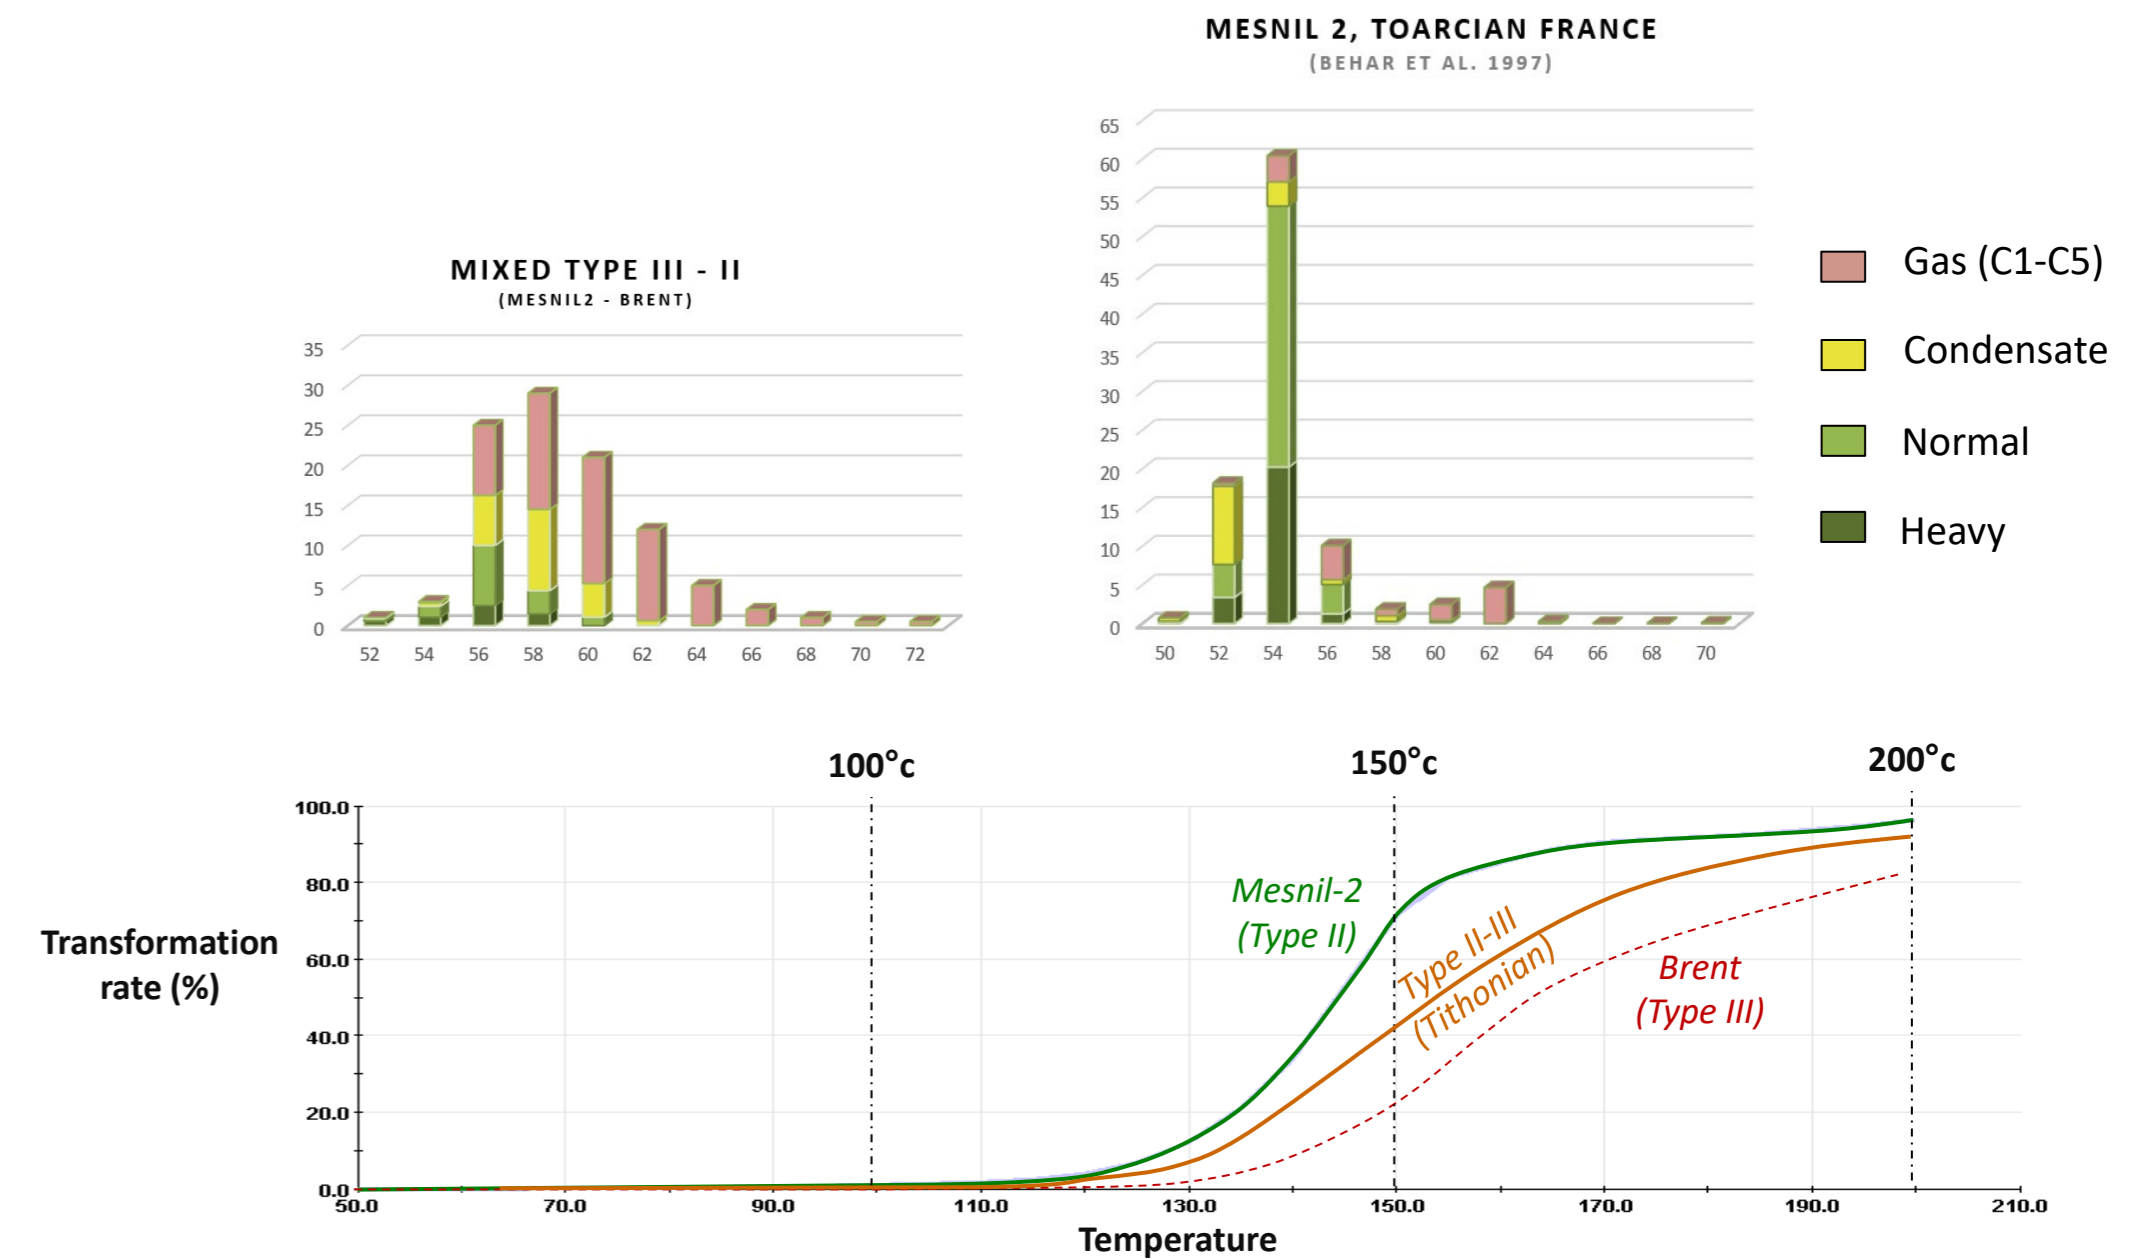 MESNIL 2, TOARCIAN FRANCE
(BEHAR ET AL. 1997)
65
60
55
50
45
40
35
30
25
20
15
10
5
0
50 52 54 56 58 60 62 64 66 68 70
MIXED TYPE III - II
(MESNIL2 - BRENT)
35
30
25
20
15
10
5
0
52 54 56 58 60 62 64 66 68 70 72
Gas (C1-C5)
Condensate
Normal
Heavy
100°c 150°c 200°c
100.0
80.0
60.0
40.0
20.0
0.0
Transformation
rate (%)
Mesnil-2
(Type II)
Type II-III
(Tithonian)
Brent
(Type III)
50.0 70.0 90.0 110.0 130.0 150.0 170.0 190.0 210.0
Temperature